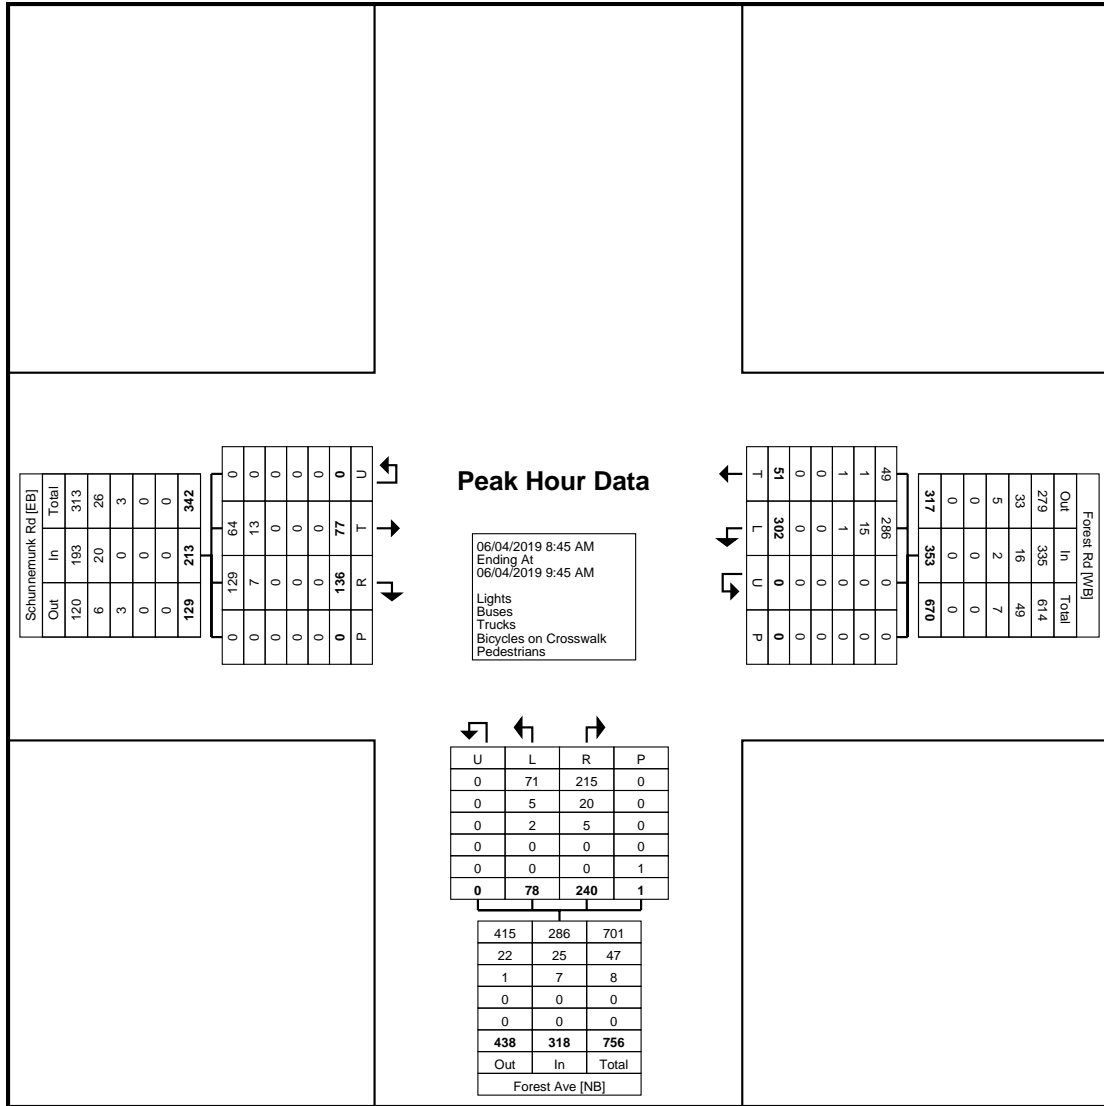 Peak Hour Data
06/04/2019 8:45 AM
Ending At
06/04/2019 9:45 AM
Lights
Buses
Trucks
Bicycles on Crosswalk
Pedestrians
Schunnemunk Rd [EB]
Total In Out
313 193 120
26 20 6
3 0 3
0 0 0
0 0 0
342 213 129
0 64 129 0
0 13 7 0
0 0 0 0
0 0 0 0
0 0 0 0
0 77 136 0
U T R P
Forest Rd [WB]
Out In Total
279 335 614
33 16 49
5 2 7
0 0 0
0 0 0
317 353 670
49 286 0 0
1 15 0 0
1 1 0 0
0 0 0 0
0 0 0 0
51 302 0 0
T L U P
U L R P
0 71 215 0
0 5 20 0
0 2 5 0
0 0 0 0
0 0 0 1
0 78 240 1
415 286 701
22 25 47
1 7 8
0 0 0
0 0 0
438 318 756
Out In Total
Forest Ave [NB]